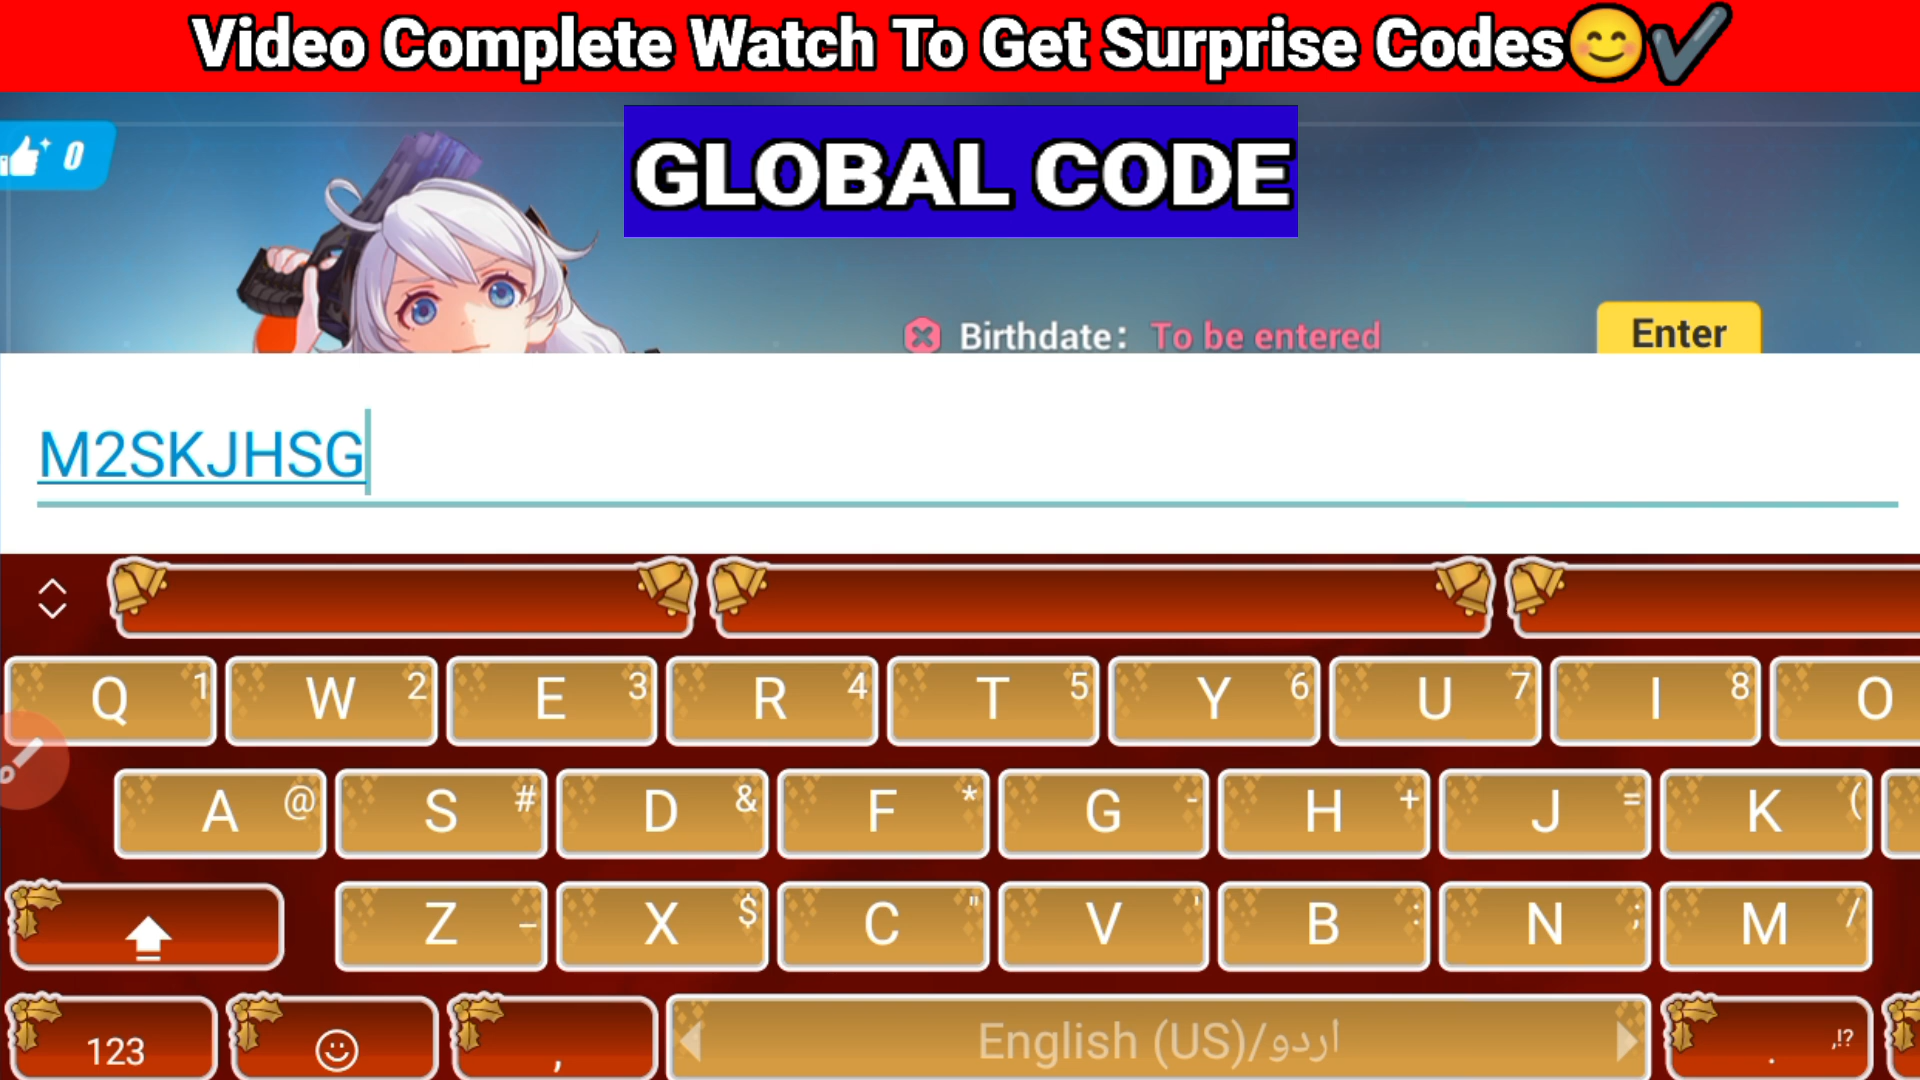 Video Complete Watch To Get Surprise Codes😊✔
0
GLOBAL CODE
Birthdate: To be entered
Enter
M2SKJHSG
Q 1 W 2 E 3 R 4 T 5 Y 6 U 7 I 8 O
A @ S # D & F * G - H + J = K (
Z _ X $ C " V ' B : N ; M /
123 , English (US)/اردو . ,!?